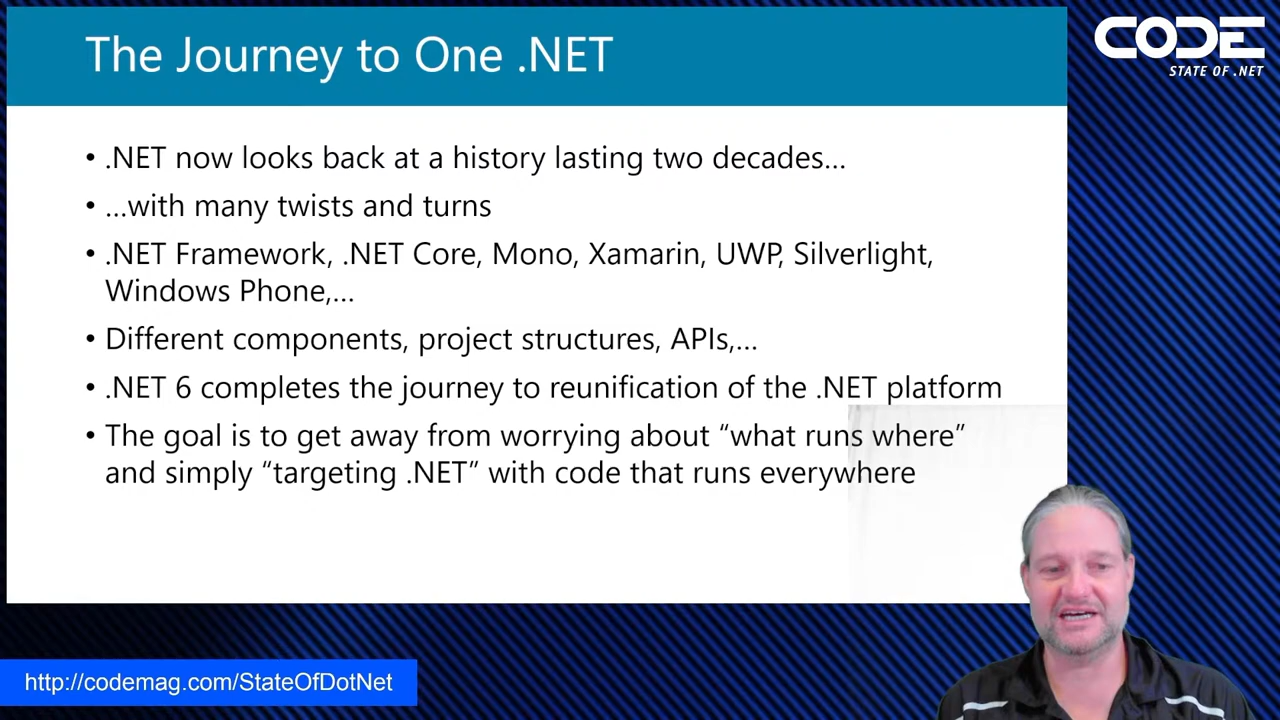 The Journey to One .NET
CODE
STATE OF .NET
• .NET now looks back at a history lasting two decades…
• …with many twists and turns
• .NET Framework, .NET Core, Mono, Xamarin, UWP, Silverlight,
Windows Phone,…
• Different components, project structures, APIs,…
• .NET 6 completes the journey to reunification of the .NET platform
• The goal is to get away from worrying about “what runs where”
and simply “targeting .NET” with code that runs everywhere
http://codemag.com/StateOfDotNet